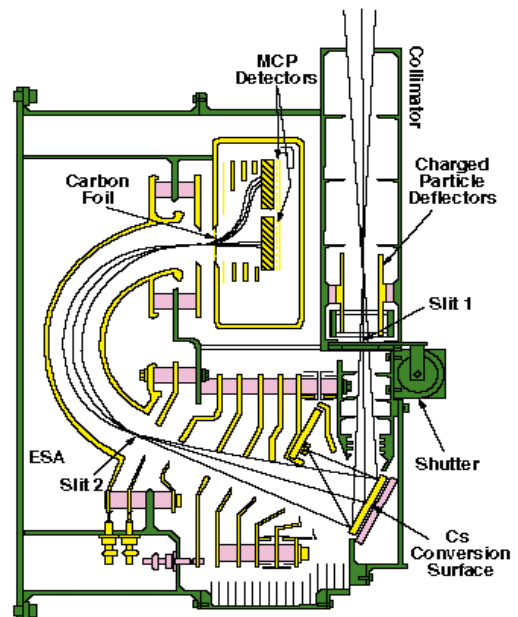 MCP
Detectors
Collimator
Carbon
Foil
Charged
Particle
Deflectors
Slit 1
Shutter
ESA
Slit 2
Cs
Conversion
Surface